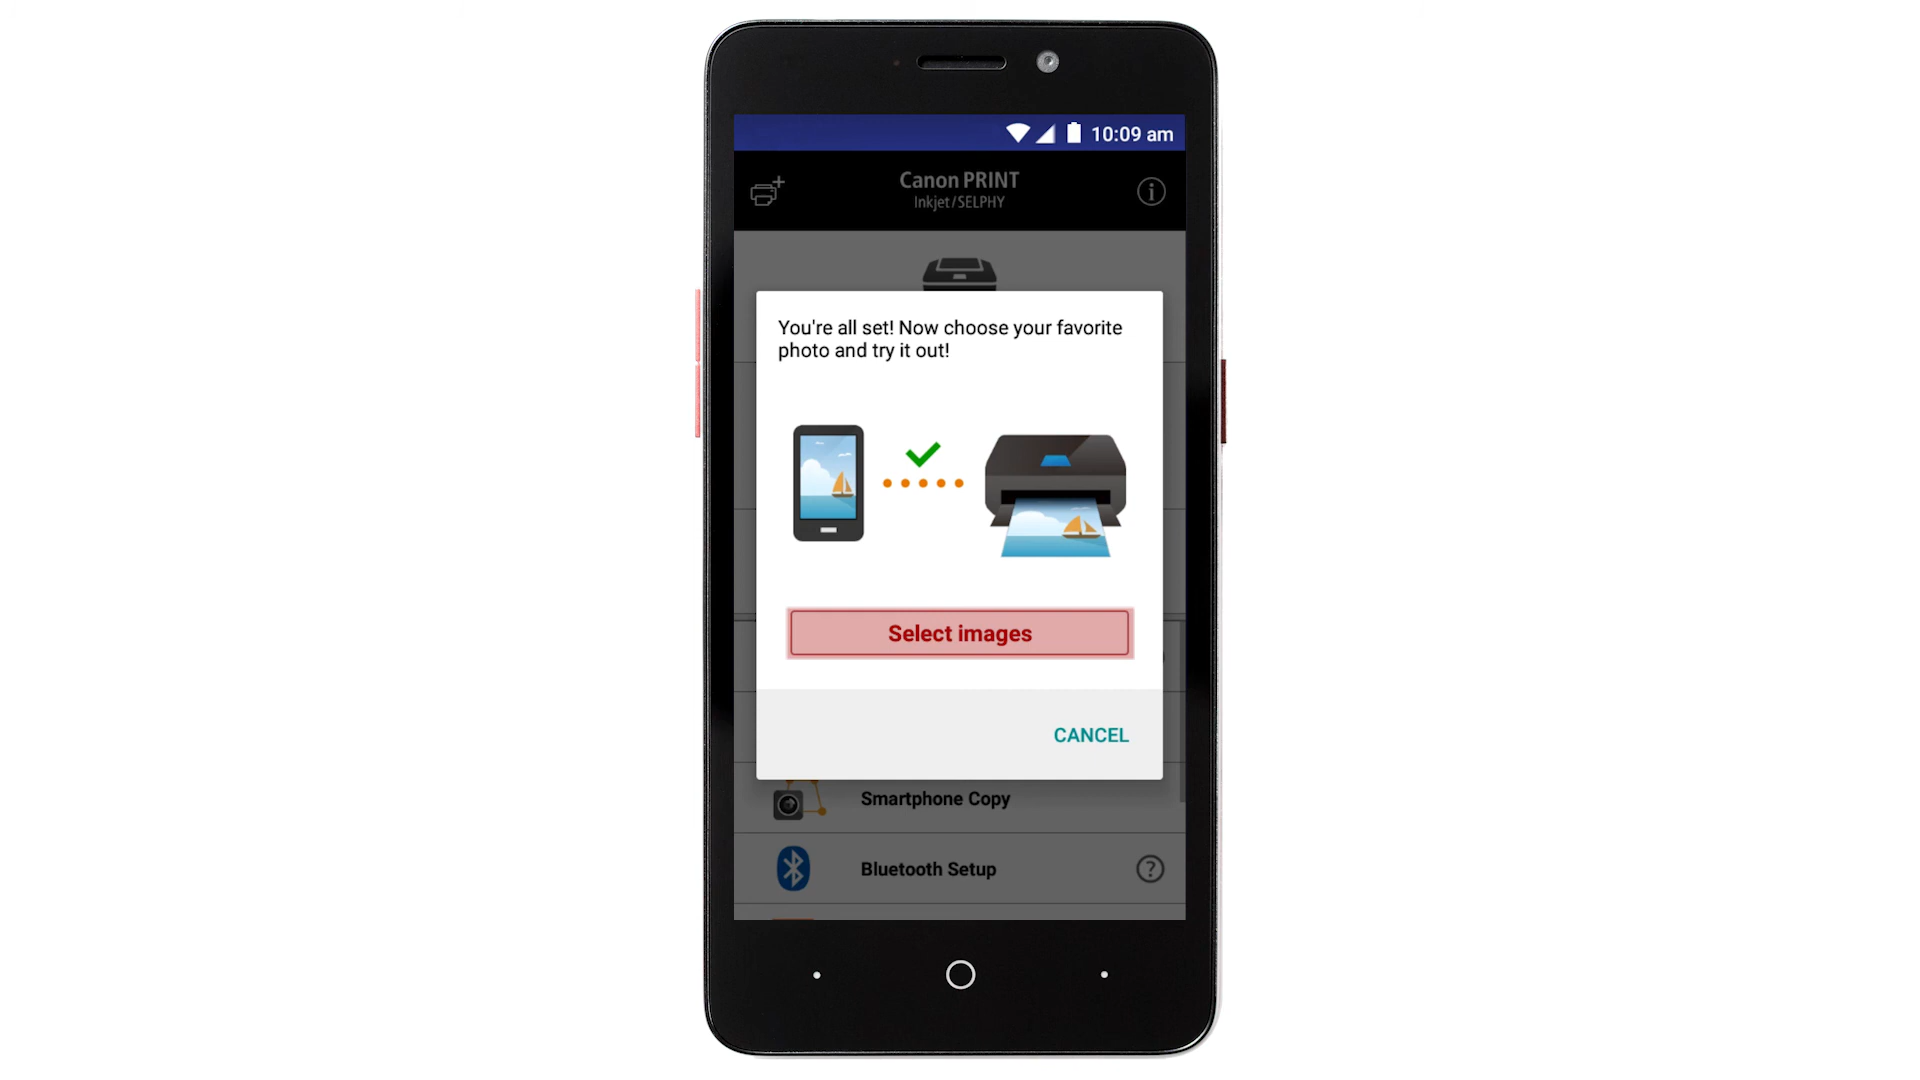 10:09 am
Canon PRINT
Inkjet/SELPHY
You're all set! Now choose your favorite
photo and try it out!
Select images
CANCEL
Smartphone Copy
Bluetooth Setup